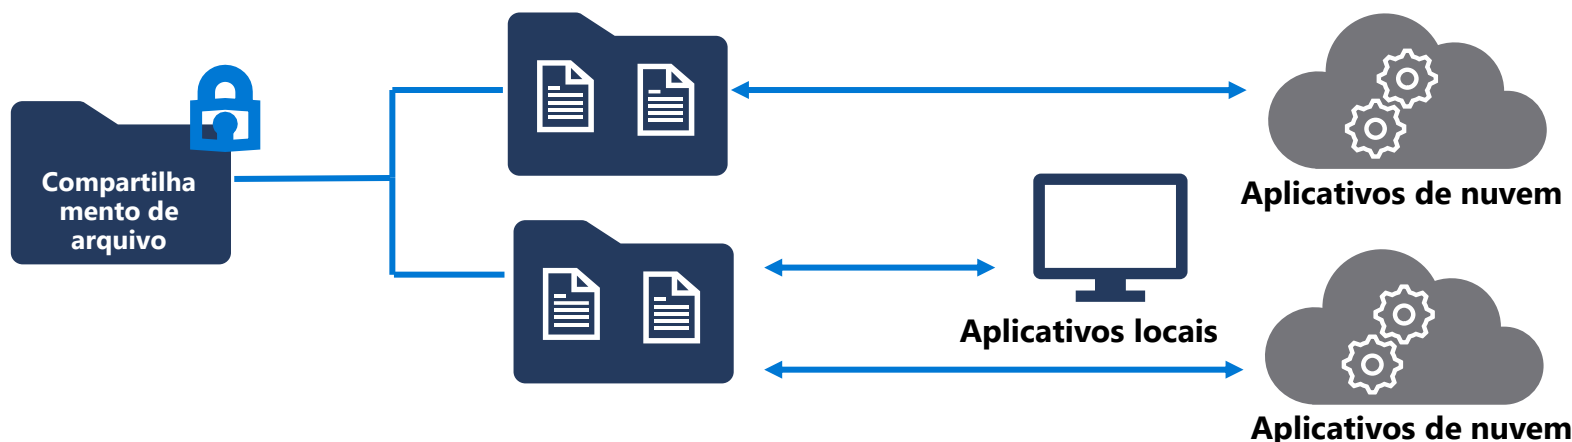 Compartilha
mento de
arquivo
Aplicativos de nuvem
Aplicativos locais
Aplicativos de nuvem